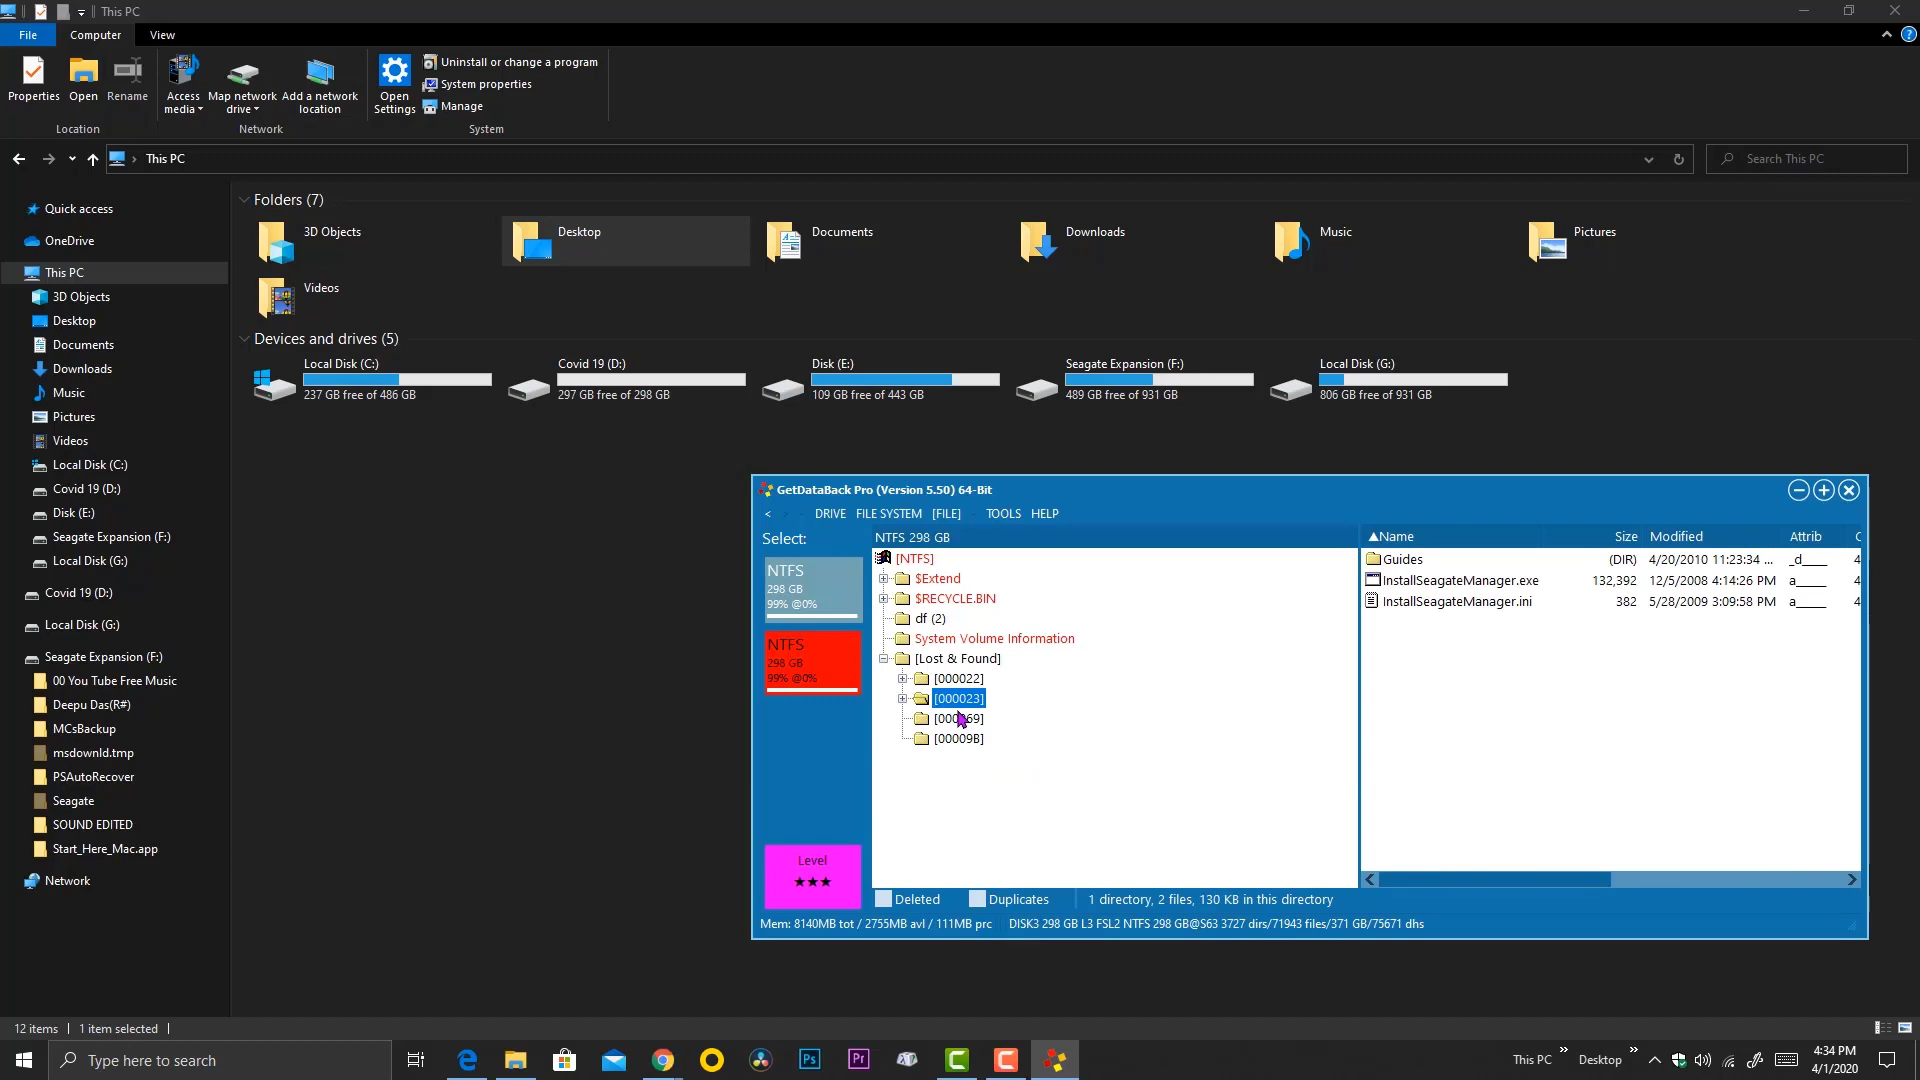 This PC
File
Computer
View
Properties
Open
Rename
Access media
Map network drive
Add a network location
Open Settings
Uninstall or change a program
System properties
Manage
Location
Network
System
This PC
Search This PC
Quick access
OneDrive
This PC
3D Objects
Desktop
Documents
Downloads
Music
Pictures
Videos
Local Disk (C:)
Covid 19 (D:)
Disk (E:)
Seagate Expansion (F:)
Local Disk (G:)
Covid 19 (D:)
Local Disk (G:)
Seagate Expansion (F:)
00 You Tube Free Music
Deepu Das(R#)
MCsBackup
msdownld.tmp
PSAutoRecover
Seagate
SOUND EDITED
Start_Here_Mac.app
Network
Folders (7)
3D Objects
Desktop
Documents
Downloads
Music
Pictures
Videos
Devices and drives (5)
Local Disk (C:)
237 GB free of 486 GB
Covid 19 (D:)
297 GB free of 298 GB
Disk (E:)
109 GB free of 443 GB
Seagate Expansion (F:)
489 GB free of 931 GB
Local Disk (G:)
806 GB free of 931 GB
GetDataBack Pro (Version 5.50) 64-Bit
< DRIVE FILE SYSTEM [FILE] TOOLS HELP
Select:
NTFS
298 GB
99% @0%
NTFS
298 GB
99% @0%
Level
★★★
NTFS 298 GB
[NTFS]
$Extend
$RECYCLE.BIN
df (2)
System Volume Information
[Lost & Found]
[000022]
[000023]
[00009B]
Name Size Modified Attrib
Guides (DIR) 4/20/2010 11:23:34 ... _d____ 4
InstallSeagateManager.exe 132,392 12/5/2008 4:14:26 PM a_____ 4
InstallSeagateManager.ini 382 5/28/2009 3:09:58 PM a_____ 4
Deleted
Duplicates
1 directory, 2 files, 130 KB in this directory
Mem: 8140MB tot / 2755MB avl / 111MB prc
DISK3 298 GB L3 FSL2 NTFS 298 GB@S63 3727 dirs/71943 files/371 GB/75671 dhs
12 items
1 item selected
Type here to search
Ps
Pr
This PC
Desktop
4:34 PM
4/1/2020